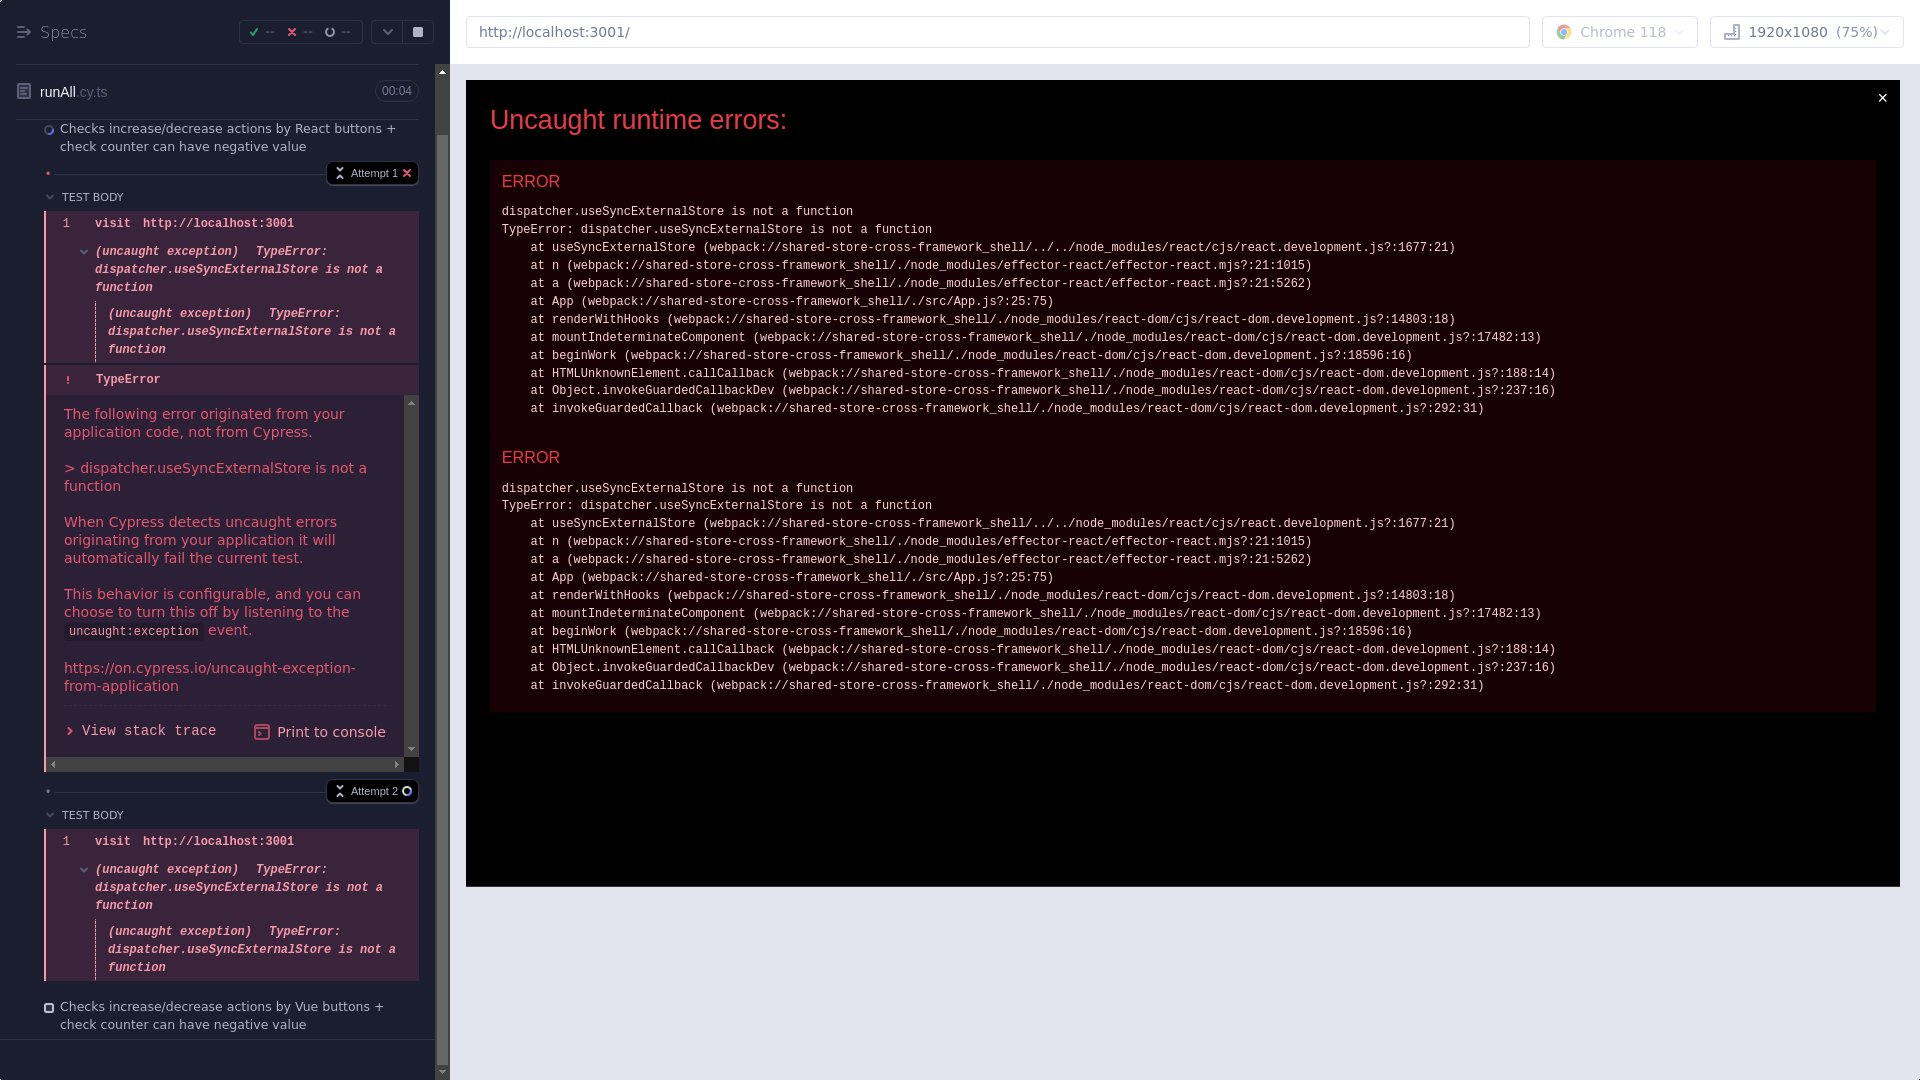 Specs
-- -- --
runAll.cy.ts
00:04
Checks increase/decrease actions by React buttons +
check counter can have negative value
Attempt 1
TEST BODY
1 visit http://localhost:3001
(uncaught exception) TypeError:
dispatcher.useSyncExternalStore is not a
function
(uncaught exception) TypeError:
dispatcher.useSyncExternalStore is not a
function
! TypeError
The following error originated from your
application code, not from Cypress.
> dispatcher.useSyncExternalStore is not a
function
When Cypress detects uncaught errors
originating from your application it will
automatically fail the current test.
This behavior is configurable, and you can
choose to turn this off by listening to the
uncaught:exception event.
https://on.cypress.io/uncaught-exception-
from-application
View stack trace
Print to console
Attempt 2
TEST BODY
1 visit http://localhost:3001
(uncaught exception) TypeError:
dispatcher.useSyncExternalStore is not a
function
(uncaught exception) TypeError:
dispatcher.useSyncExternalStore is not a
function
Checks increase/decrease actions by Vue buttons +
check counter can have negative value
http://localhost:3001/
Chrome 118
1920x1080 (75%)
×
Uncaught runtime errors:
ERROR
dispatcher.useSyncExternalStore is not a function
TypeError: dispatcher.useSyncExternalStore is not a function
at useSyncExternalStore (webpack://shared-store-cross-framework_shell/../../node_modules/react/cjs/react.development.js?:1677:21)
at n (webpack://shared-store-cross-framework_shell/./node_modules/effector-react/effector-react.mjs?:21:1015)
at a (webpack://shared-store-cross-framework_shell/./node_modules/effector-react/effector-react.mjs?:21:5262)
at App (webpack://shared-store-cross-framework_shell/./src/App.js?:25:75)
at renderWithHooks (webpack://shared-store-cross-framework_shell/./node_modules/react-dom/cjs/react-dom.development.js?:14803:18)
at mountIndeterminateComponent (webpack://shared-store-cross-framework_shell/./node_modules/react-dom/cjs/react-dom.development.js?:17482:13)
at beginWork (webpack://shared-store-cross-framework_shell/./node_modules/react-dom/cjs/react-dom.development.js?:18596:16)
at HTMLUnknownElement.callCallback (webpack://shared-store-cross-framework_shell/./node_modules/react-dom/cjs/react-dom.development.js?:188:14)
at Object.invokeGuardedCallbackDev (webpack://shared-store-cross-framework_shell/./node_modules/react-dom/cjs/react-dom.development.js?:237:16)
at invokeGuardedCallback (webpack://shared-store-cross-framework_shell/./node_modules/react-dom/cjs/react-dom.development.js?:292:31)
ERROR
dispatcher.useSyncExternalStore is not a function
TypeError: dispatcher.useSyncExternalStore is not a function
at useSyncExternalStore (webpack://shared-store-cross-framework_shell/../../node_modules/react/cjs/react.development.js?:1677:21)
at n (webpack://shared-store-cross-framework_shell/./node_modules/effector-react/effector-react.mjs?:21:1015)
at a (webpack://shared-store-cross-framework_shell/./node_modules/effector-react/effector-react.mjs?:21:5262)
at App (webpack://shared-store-cross-framework_shell/./src/App.js?:25:75)
at renderWithHooks (webpack://shared-store-cross-framework_shell/./node_modules/react-dom/cjs/react-dom.development.js?:14803:18)
at mountIndeterminateComponent (webpack://shared-store-cross-framework_shell/./node_modules/react-dom/cjs/react-dom.development.js?:17482:13)
at beginWork (webpack://shared-store-cross-framework_shell/./node_modules/react-dom/cjs/react-dom.development.js?:18596:16)
at HTMLUnknownElement.callCallback (webpack://shared-store-cross-framework_shell/./node_modules/react-dom/cjs/react-dom.development.js?:188:14)
at Object.invokeGuardedCallbackDev (webpack://shared-store-cross-framework_shell/./node_modules/react-dom/cjs/react-dom.development.js?:237:16)
at invokeGuardedCallback (webpack://shared-store-cross-framework_shell/./node_modules/react-dom/cjs/react-dom.development.js?:292:31)